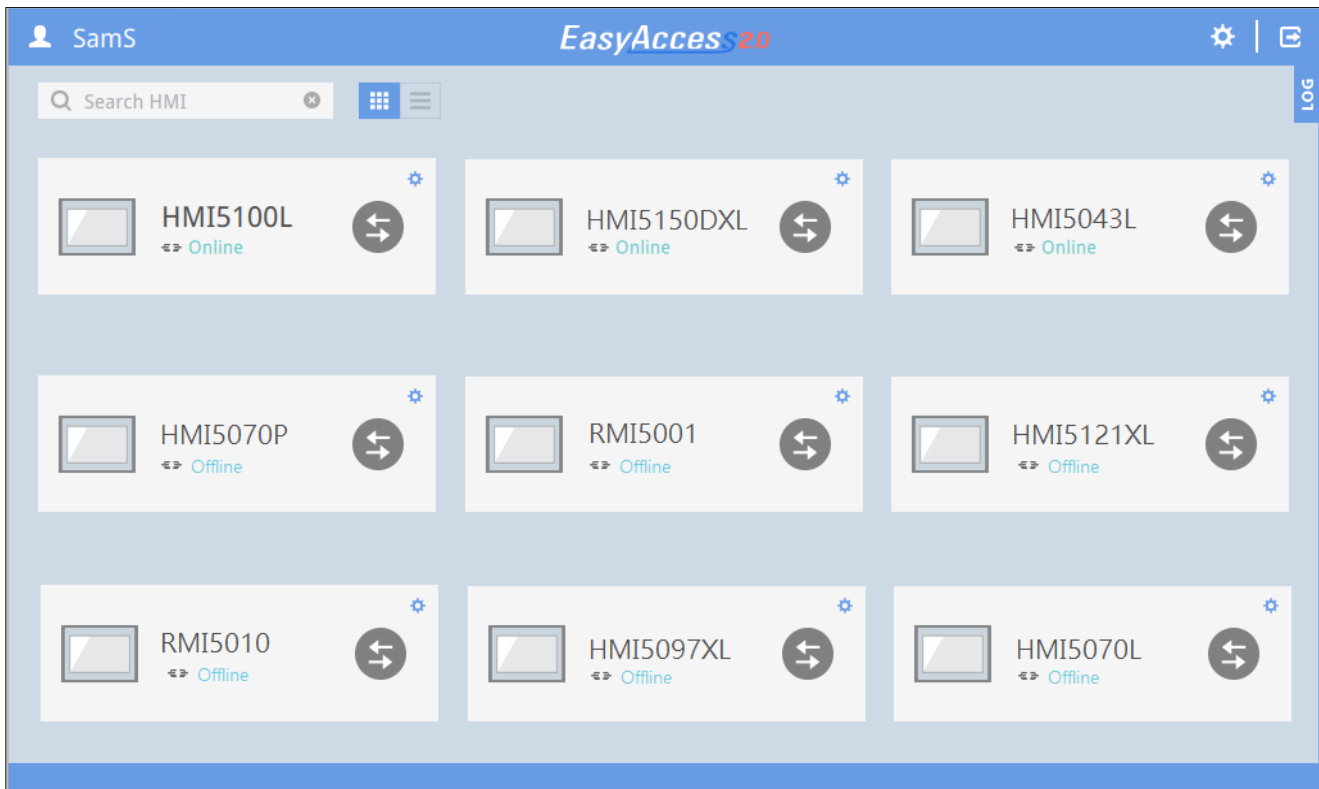 SamS
EasyAccess2.0
LOG
Search HMI
HMI5100L
Online
HMI5150DXL
Online
HMI5043L
Online
HMI5070P
Offline
RMI5001
Offline
HMI5121XL
Offline
RMI5010
Offline
HMI5097XL
Offline
HMI5070L
Offline